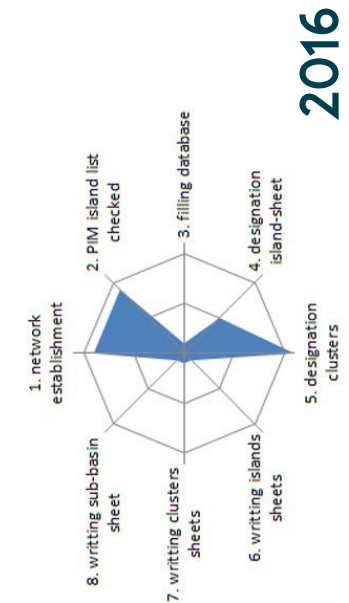 2016
1. network
establishment
2. PIM island list
checked
3. filling database
4. designation
island-sheet
5. designation
clusters
6. writting islands
sheets
7. writting clusters
sheets
8. writting sub-basin
sheet